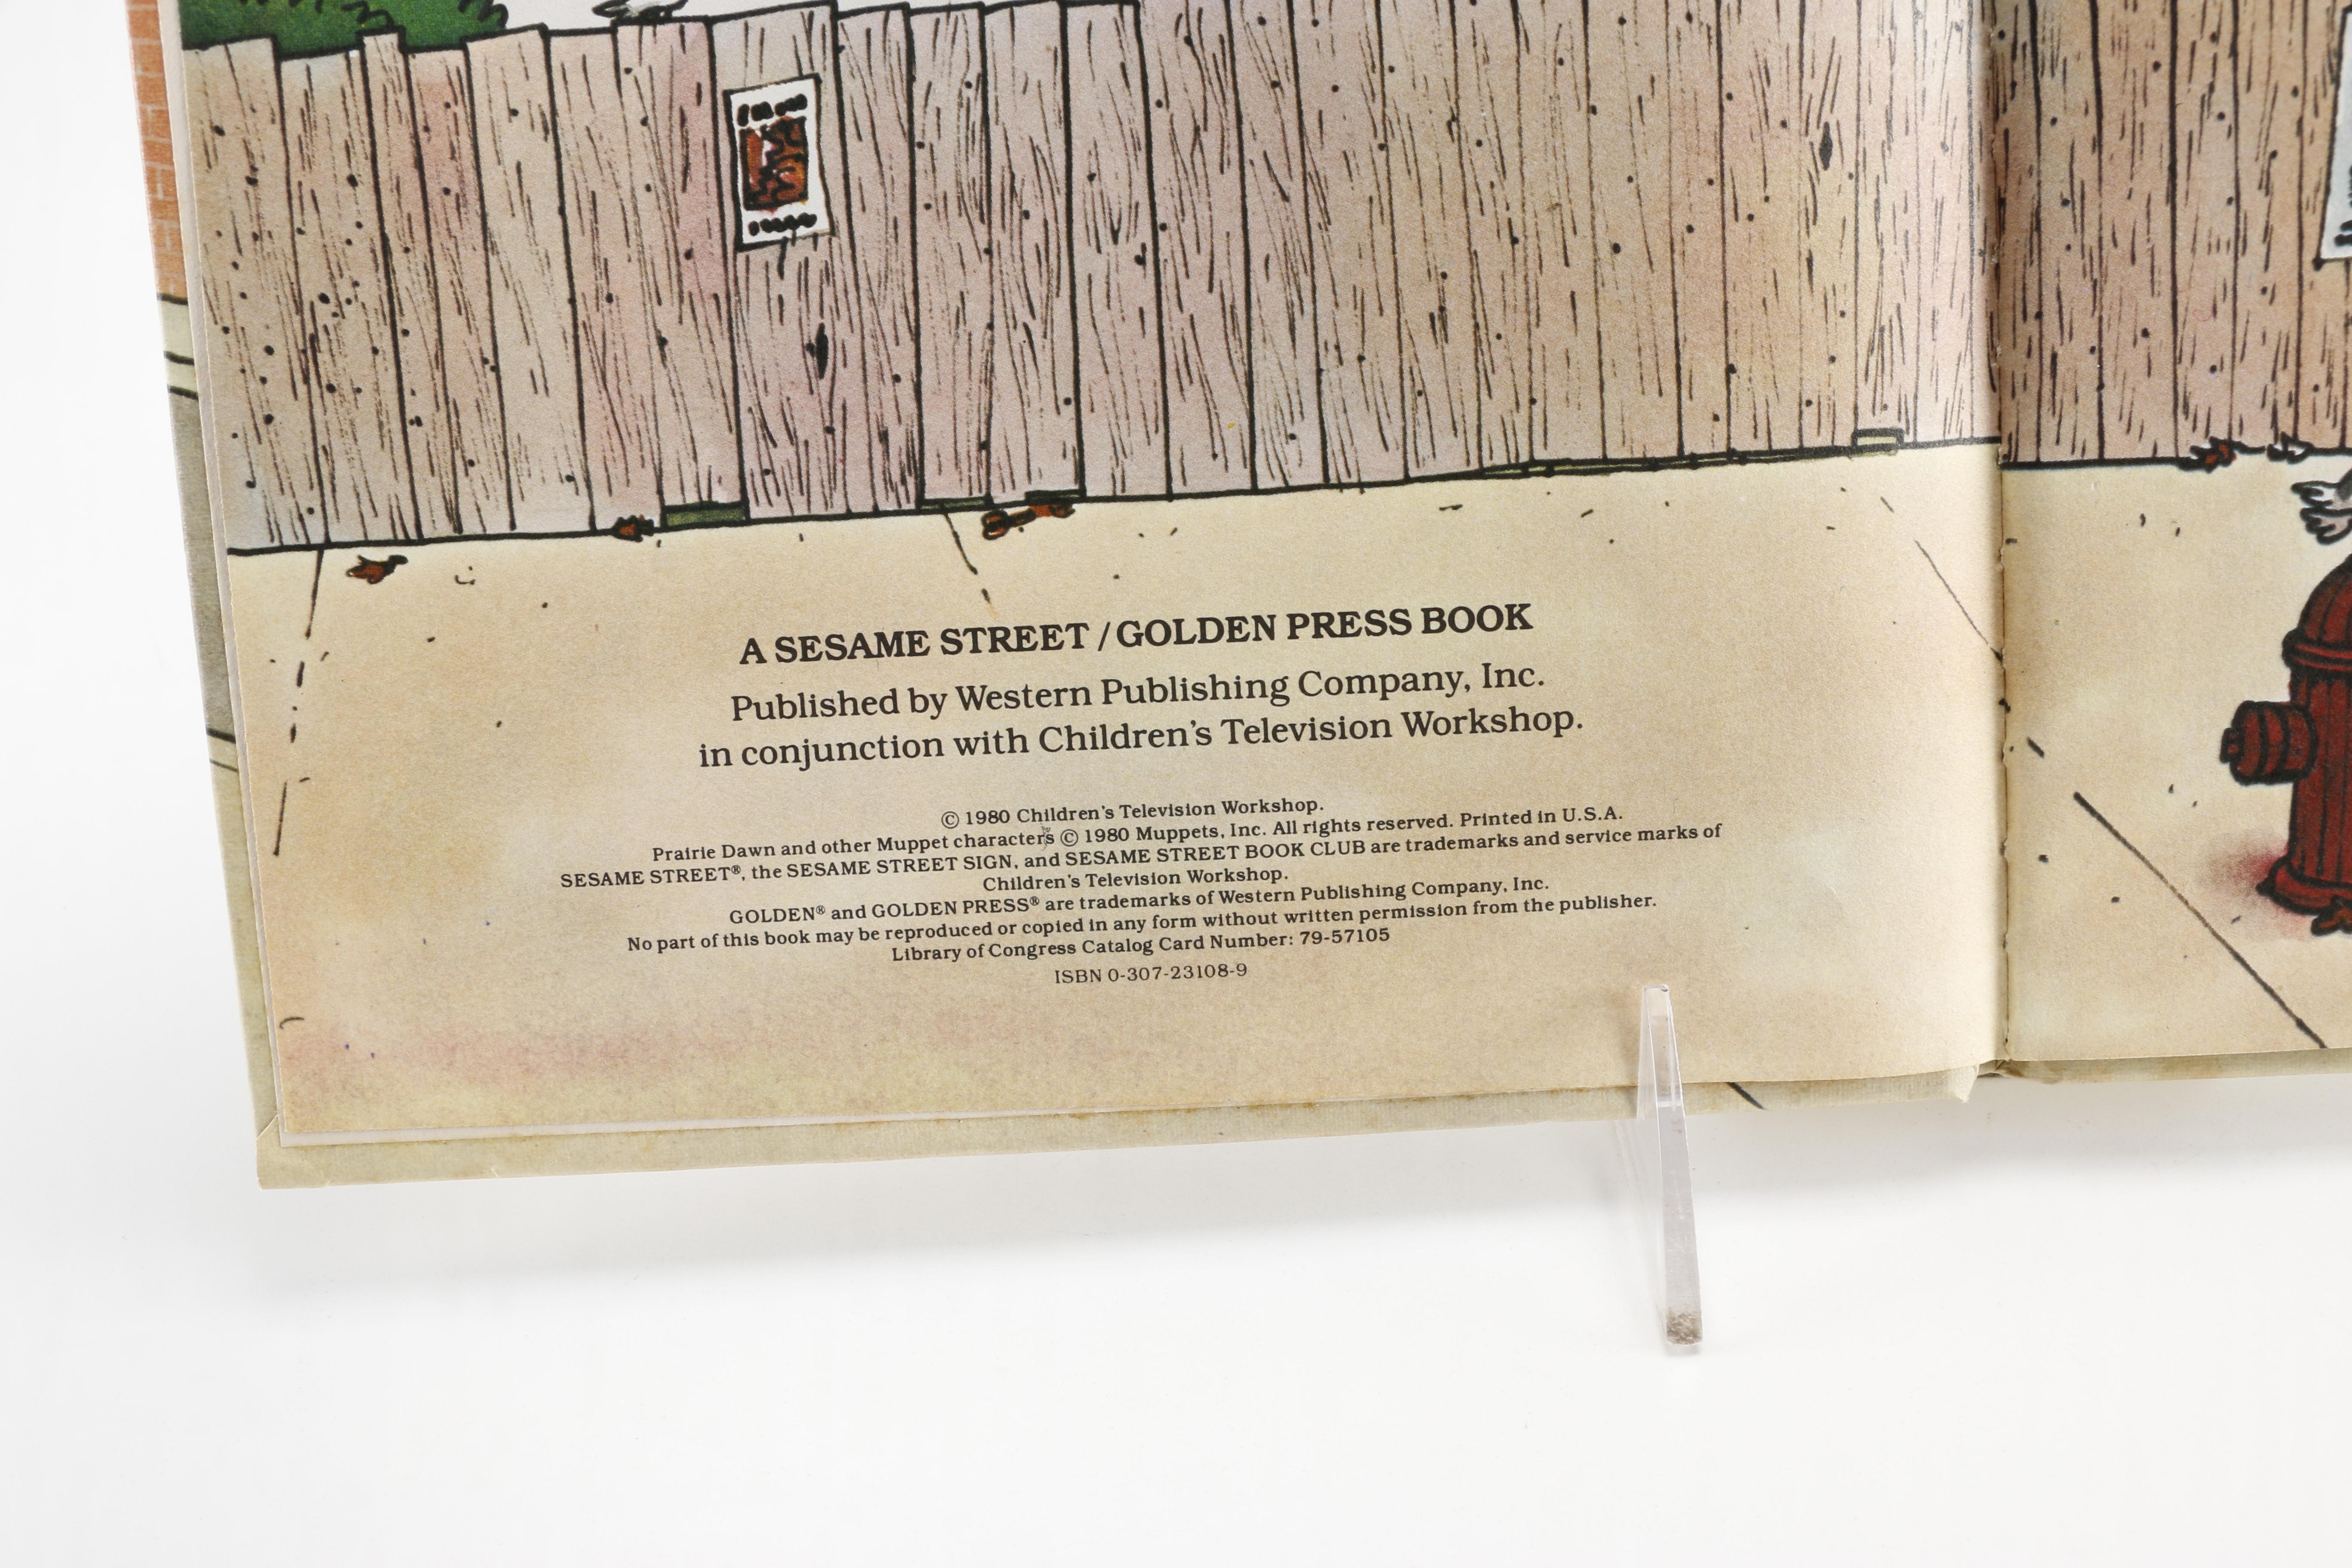 A SESAME STREET / GOLDEN PRESS BOOK
Published by Western Publishing Company, Inc.
in conjunction with Children's Television Workshop.
© 1980 Children's Television Workshop.
Prairie Dawn and other Muppet characters © 1980 Muppets, Inc. All rights reserved. Printed in U.S.A.
SESAME STREET®, the SESAME STREET SIGN, and SESAME STREET BOOK CLUB are trademarks and service marks of
Children's Television Workshop.
GOLDEN® and GOLDEN PRESS® are trademarks of Western Publishing Company, Inc.
No part of this book may be reproduced or copied in any form without written permission from the publisher.
Library of Congress Catalog Card Number: 79-57105
ISBN 0-307-23108-9